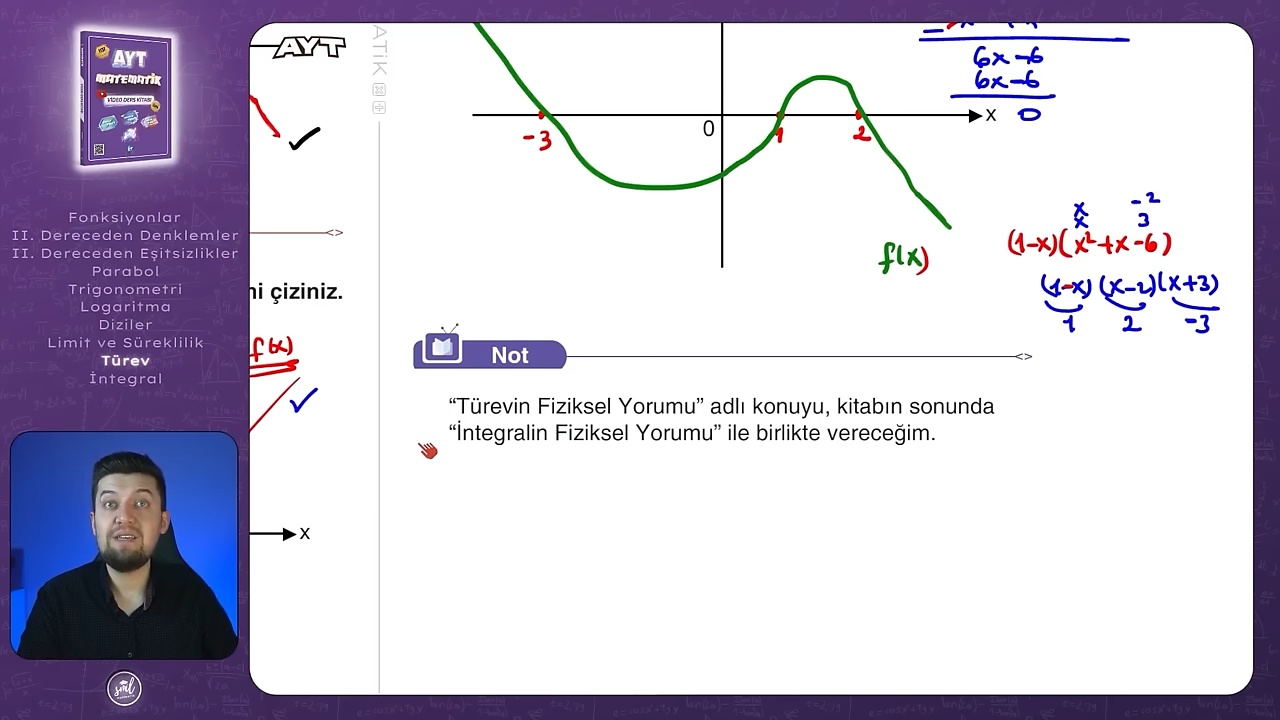 AYT
MATEMATİK
VİDEO DERS KİTABI
Fonksiyonlar
II. Dereceden Denklemler
II. Dereceden Eşitsizlikler
Parabol
Trigonometri
Logaritma
Diziler
Limit ve Süreklilik
Türev
İntegral
sml
AYT
ATİK
ni çiziniz.
f(x)
x
6x-6
6x-6
0
x
0
-3
1
2
f(x)
x -2
x 3
(1-x)(x²+x-6)
(1-x)(x-2)(x+3)
1 2 -3
Not
“Türevin Fiziksel Yorumu” adlı konuyu, kitabın sonunda
“İntegralin Fiziksel Yorumu” ile birlikte vereceğim.